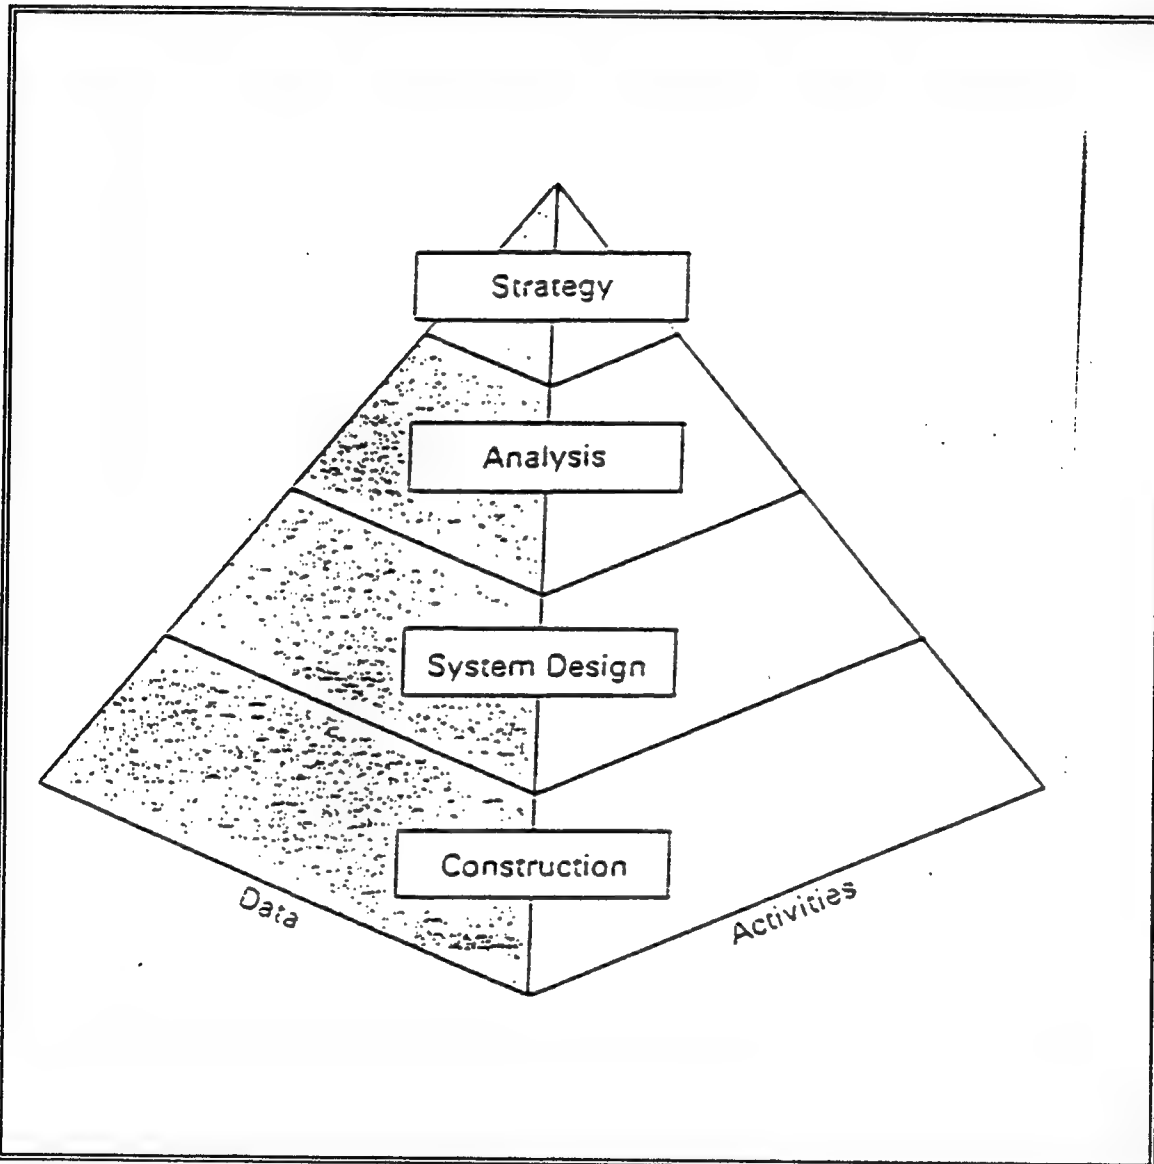 Strategy
Analysis
System Design
Construction
Data
Activities